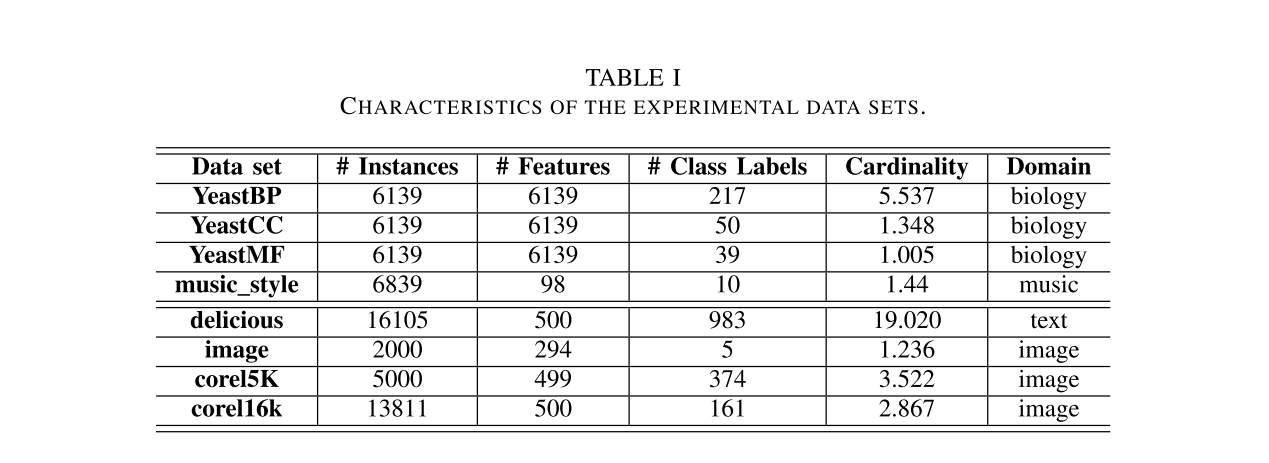 TABLE I
CHARACTERISTICS OF THE EXPERIMENTAL DATA SETS.
Data set # Instances # Features # Class Labels Cardinality Domain
YeastBP 6139 6139 217 5.537 biology
YeastCC 6139 6139 50 1.348 biology
YeastMF 6139 6139 39 1.005 biology
music_style 6839 98 10 1.44 music
delicious 16105 500 983 19.020 text
image 2000 294 5 1.236 image
corel5K 5000 499 374 3.522 image
corel16k 13811 500 161 2.867 image